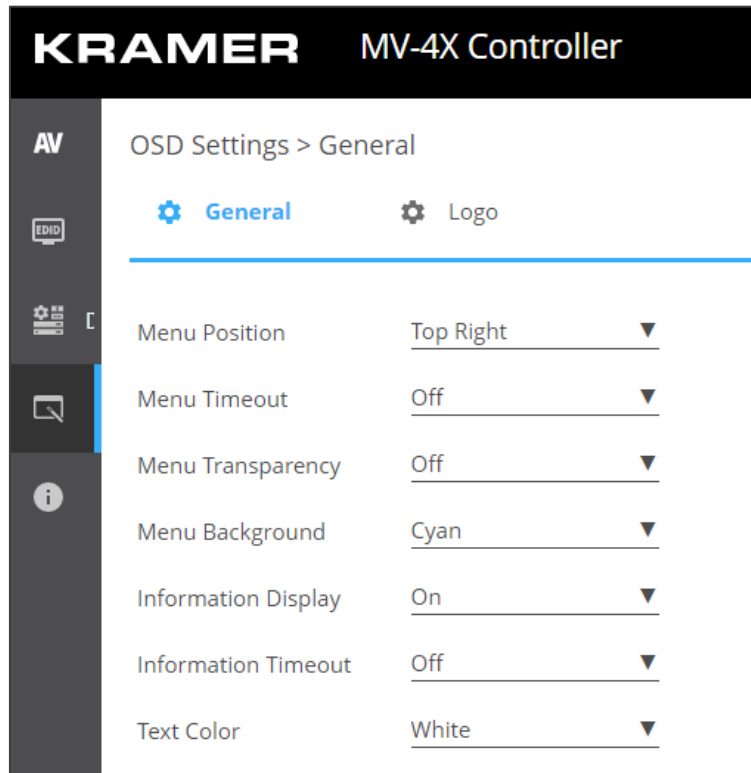 KRAMER MV-4X Controller
AV
OSD Settings > General
General Logo
EDID
Menu Position Top Right
Menu Timeout Off
Menu Transparency Off
Menu Background Cyan
Information Display On
Information Timeout Off
Text Color White